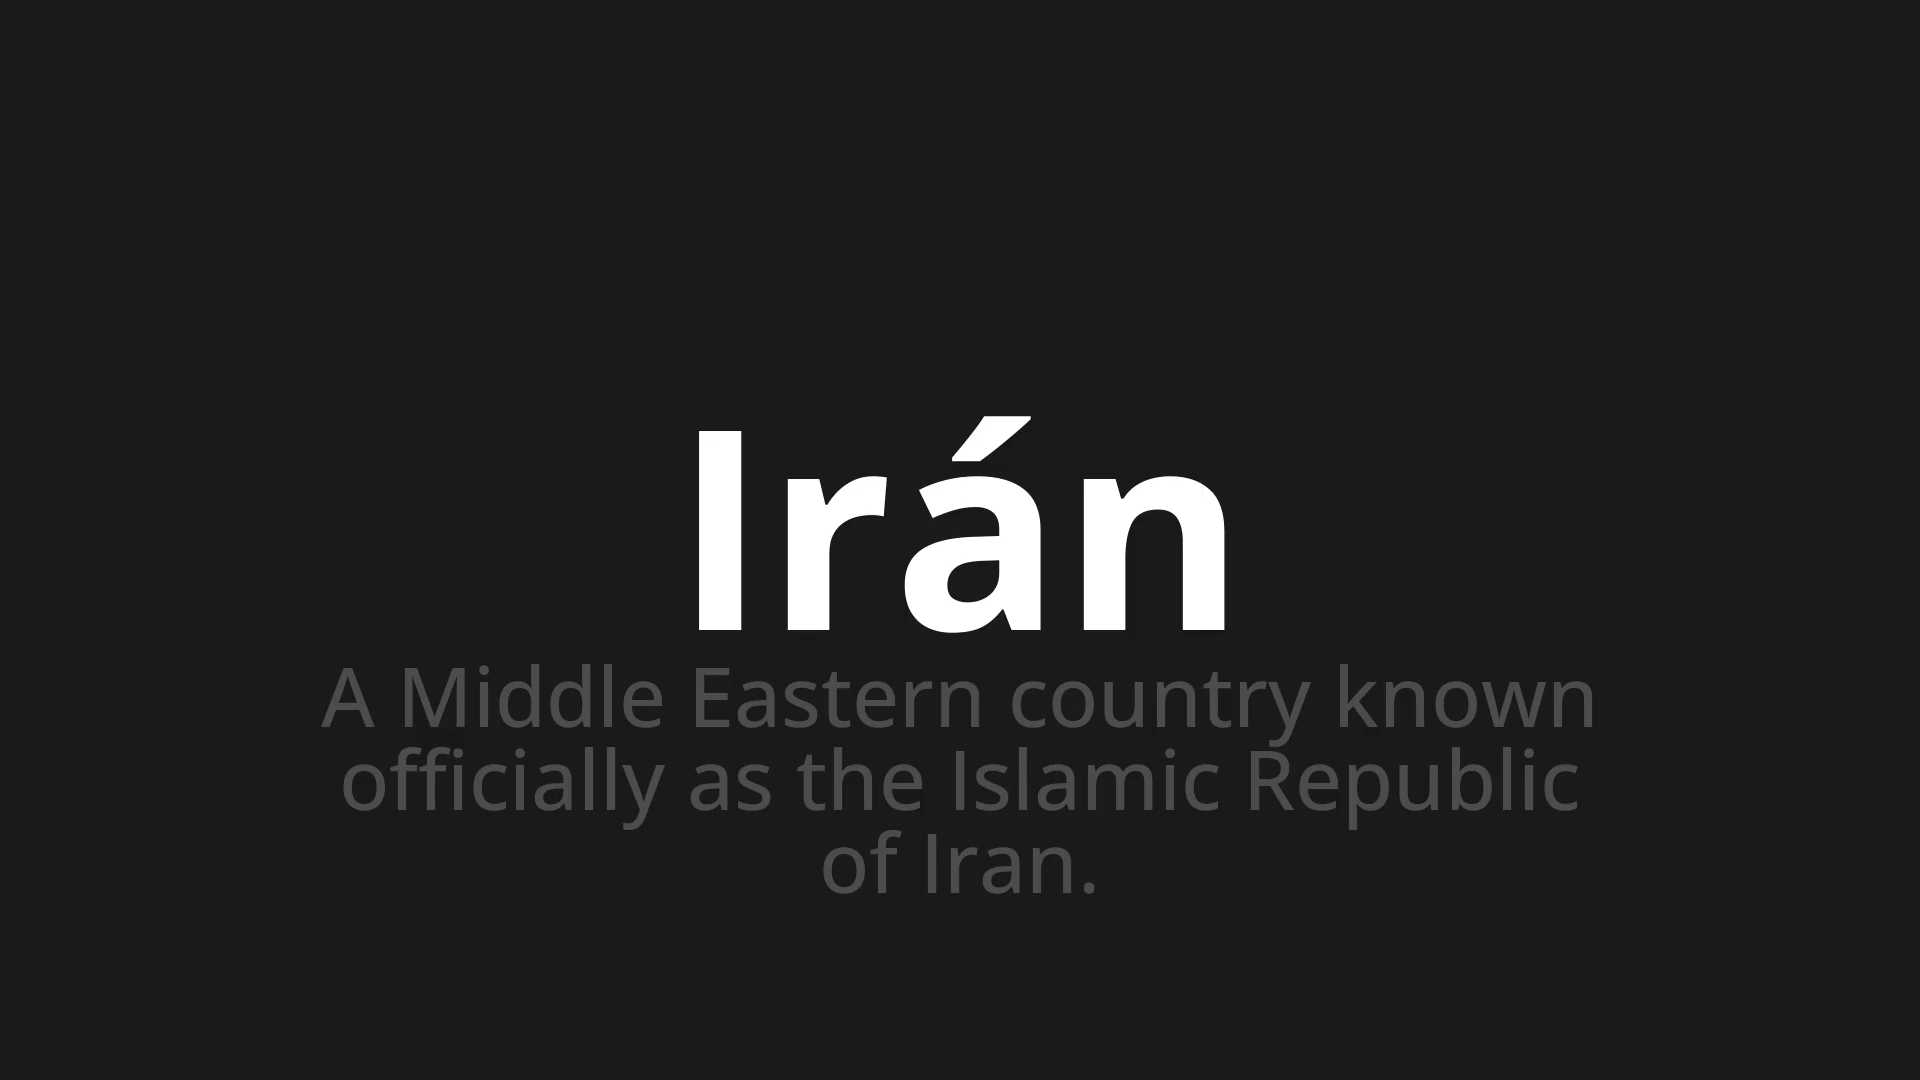 Irán
A Middle Eastern country known
officially as the Islamic Republic
of Iran.